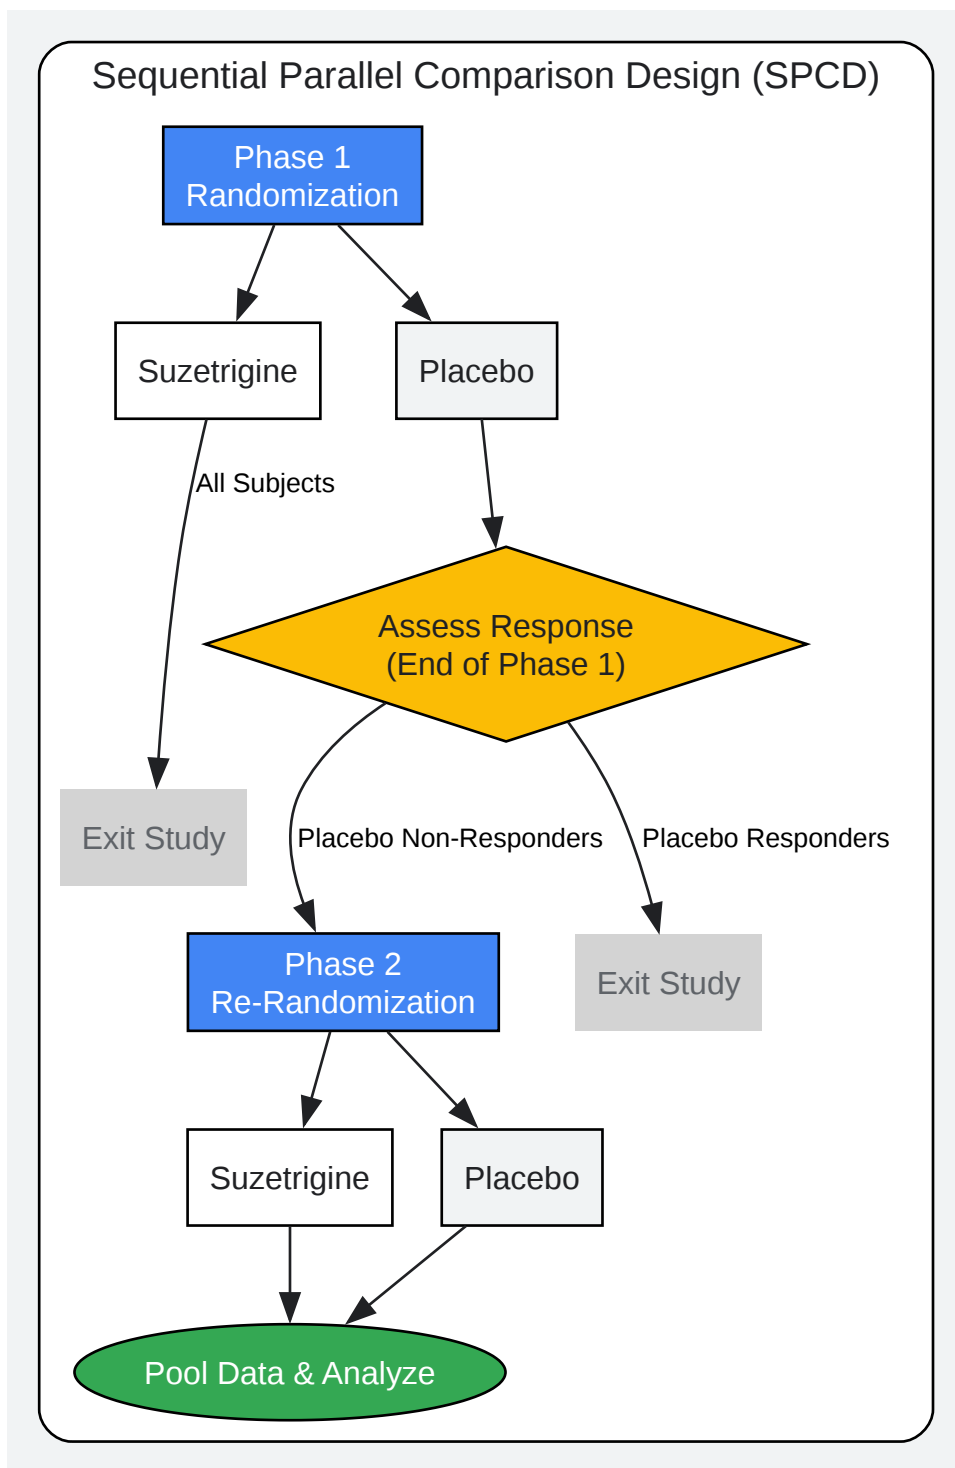 Sequential Parallel Comparison Design (SPCD)
Phase 1
Randomization
Suzetrigine
Placebo
All Subjects
Assess Response
(End of Phase 1)
Exit Study
Placebo Non-Responders
Placebo Responders
Phase 2
Re-Randomization
Exit Study
Suzetrigine
Placebo
Pool Data & Analyze